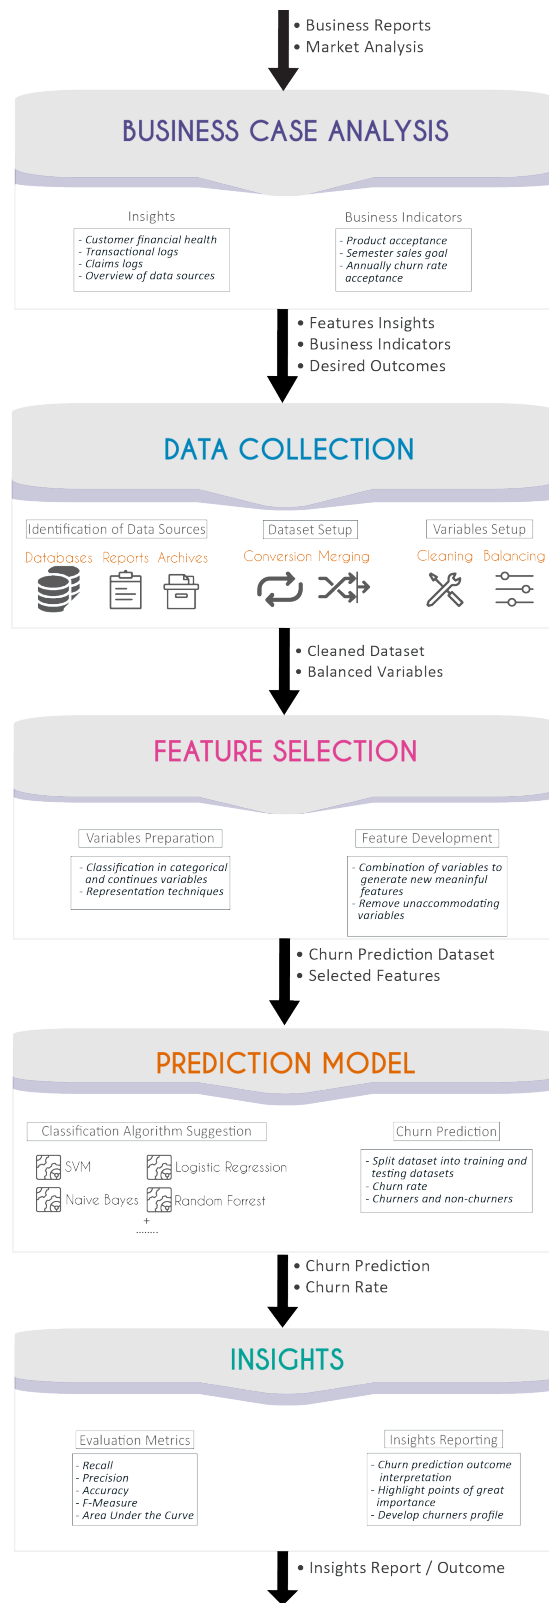 • Business Reports
• Market Analysis
BUSINESS CASE ANALYSIS
Insights
- Customer financial health
- Transactional logs
- Claims logs
- Overview of data sources
Business Indicators
- Product acceptance
- Semester sales goal
- Annually churn rate
acceptance
• Features Insights
• Business Indicators
• Desired Outcomes
DATA COLLECTION
Identification of Data Sources
Databases Reports Archives
Dataset Setup
Conversion Merging
Variables Setup
Cleaning Balancing
• Cleaned Dataset
• Balanced Variables
FEATURE SELECTION
Variables Preparation
- Classification in categorical
and continues variables
- Representation techniques
Feature Development
- Combination of variables to
generate new meaninful
features
- Remove unaccommodating
variables
• Churn Prediction Dataset
• Selected Features
PREDICTION MODEL
Classification Algorithm Suggestion
SVM Logistic Regression
Naive Bayes Random Forrest
+
........
Churn Prediction
- Split dataset into training and
testing datasets
- Churn rate
- Churners and non-churners
• Churn Prediction
• Churn Rate
INSIGHTS
Evaluation Metrics
- Recall
- Precision
- Accuracy
- F-Measure
- Area Under the Curve
Insights Reporting
- Churn prediction outcome
interpretation
- Highlight points of great
importance
- Develop churners profile
• Insights Report / Outcome